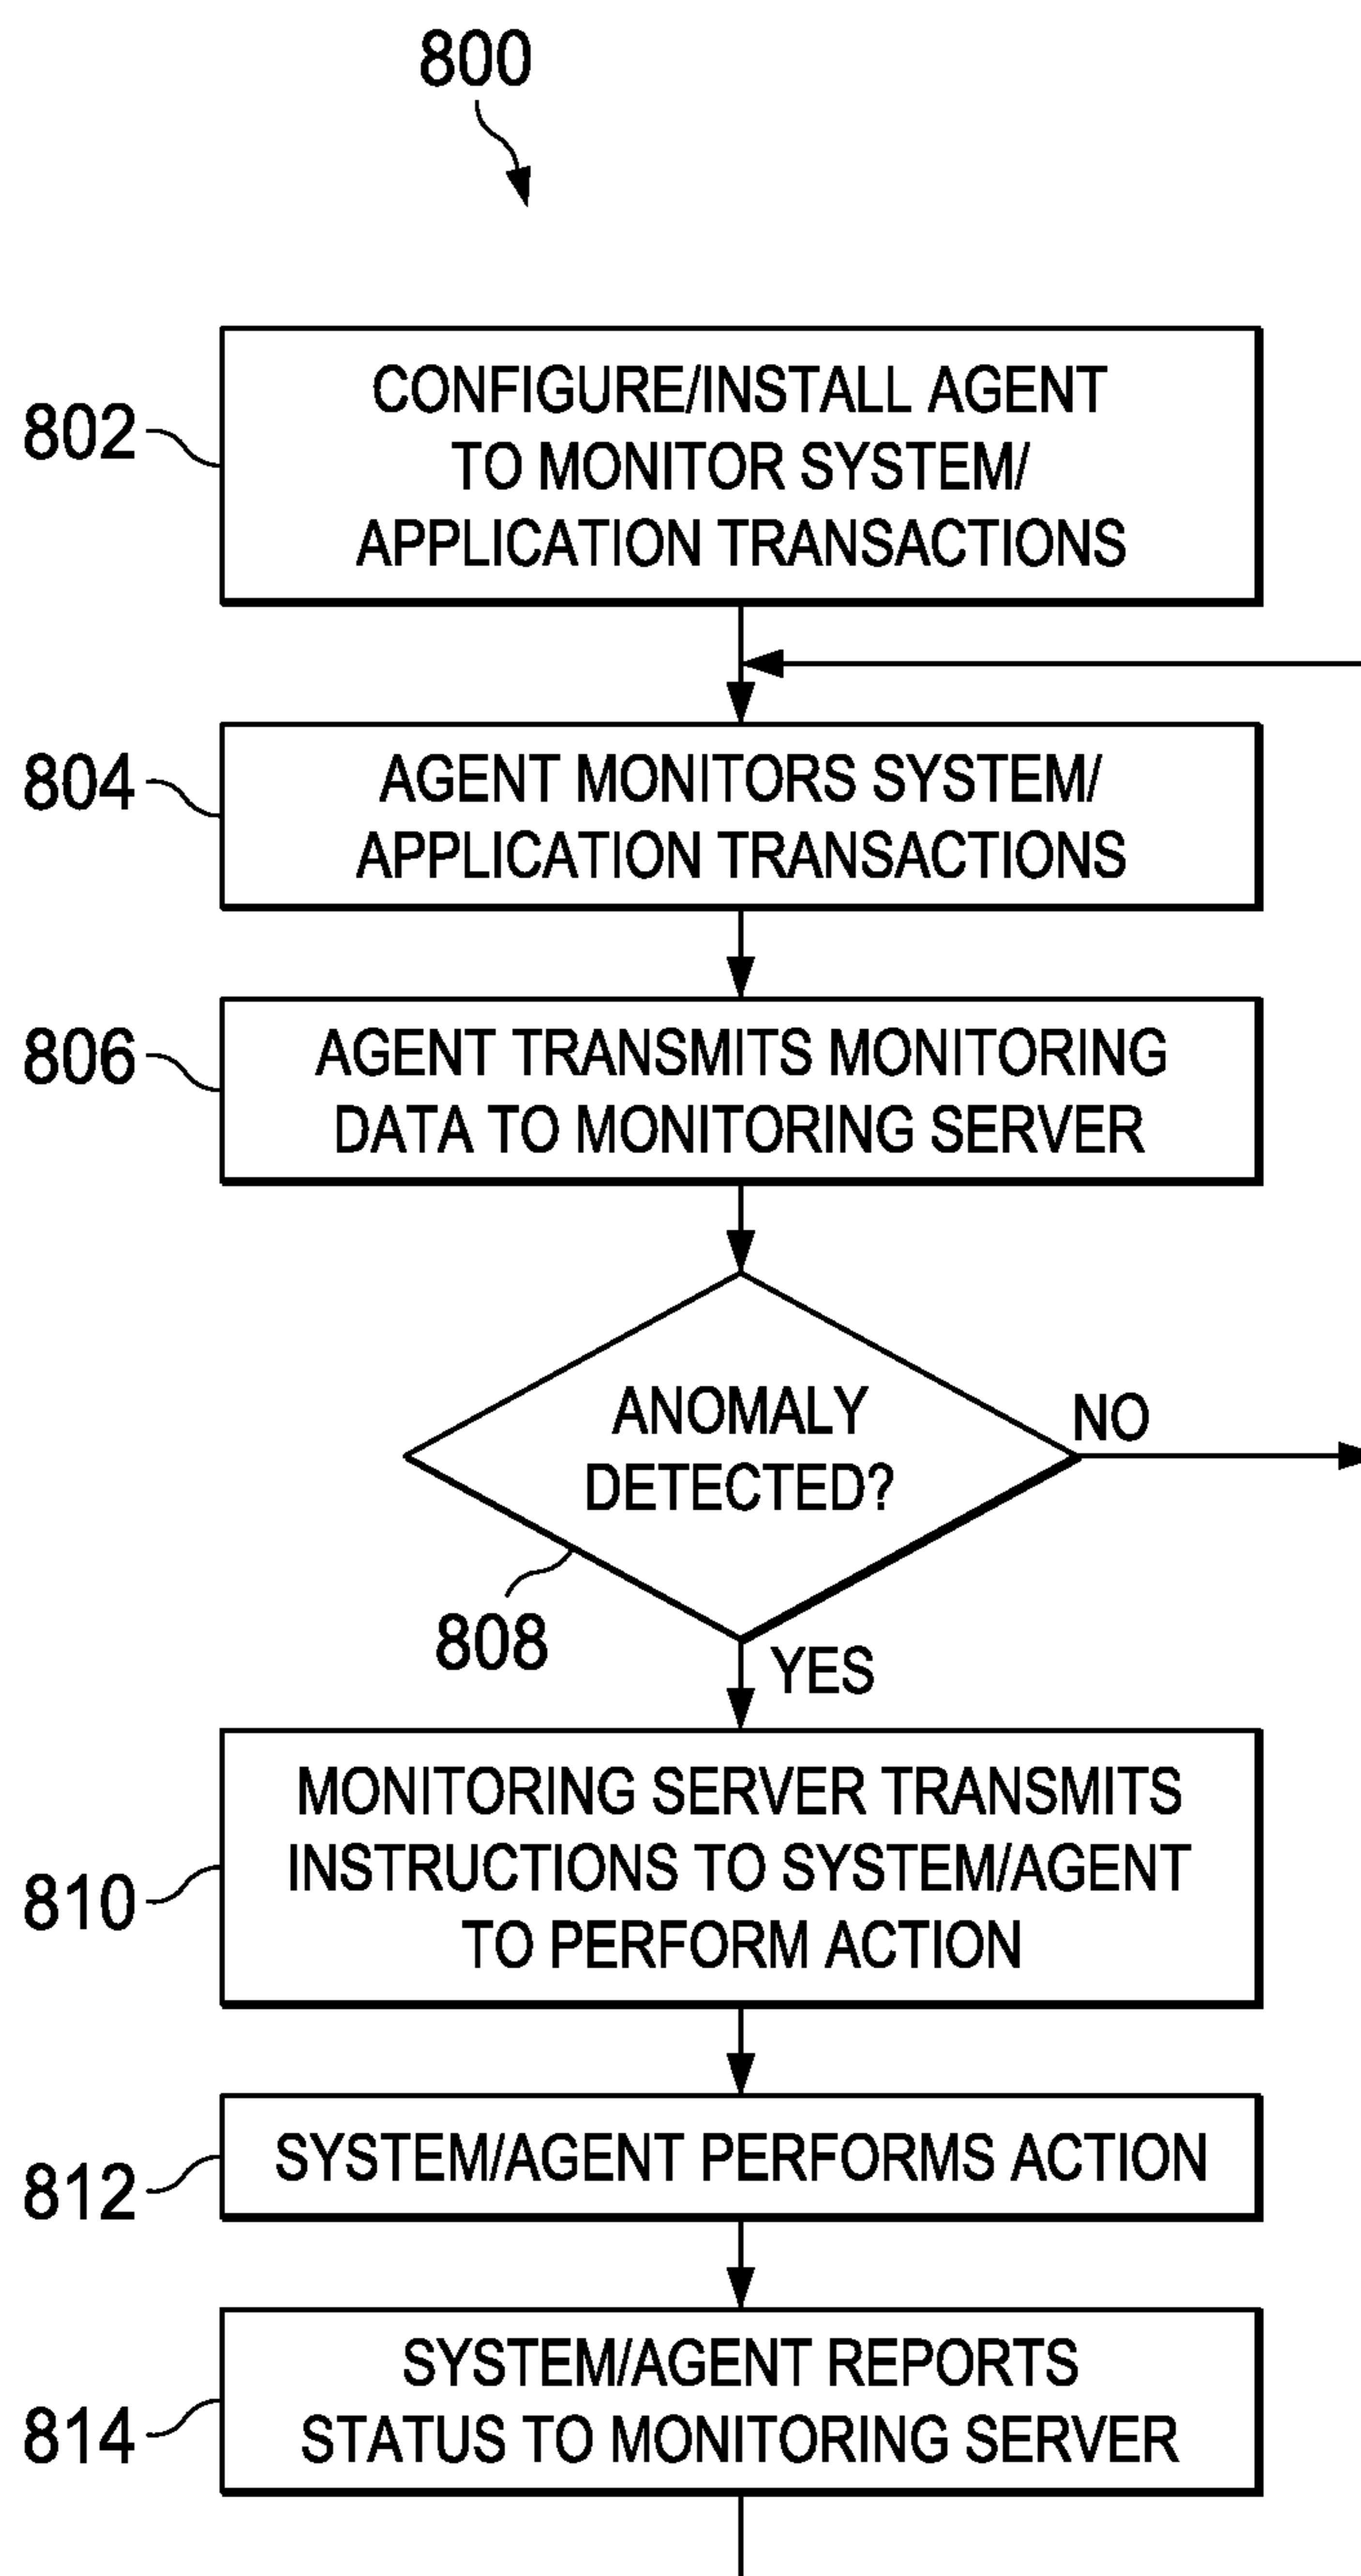 800
802
CONFIGURE/INSTALL AGENT
TO MONITOR SYSTEM/
APPLICATION TRANSACTIONS
804
AGENT MONITORS SYSTEM/
APPLICATION TRANSACTIONS
806
AGENT TRANSMITS MONITORING
DATA TO MONITORING SERVER
ANOMALY
DETECTED?
NO
808
YES
810
MONITORING SERVER TRANSMITS
INSTRUCTIONS TO SYSTEM/AGENT
TO PERFORM ACTION
812
SYSTEM/AGENT PERFORMS ACTION
814
SYSTEM/AGENT REPORTS
STATUS TO MONITORING SERVER